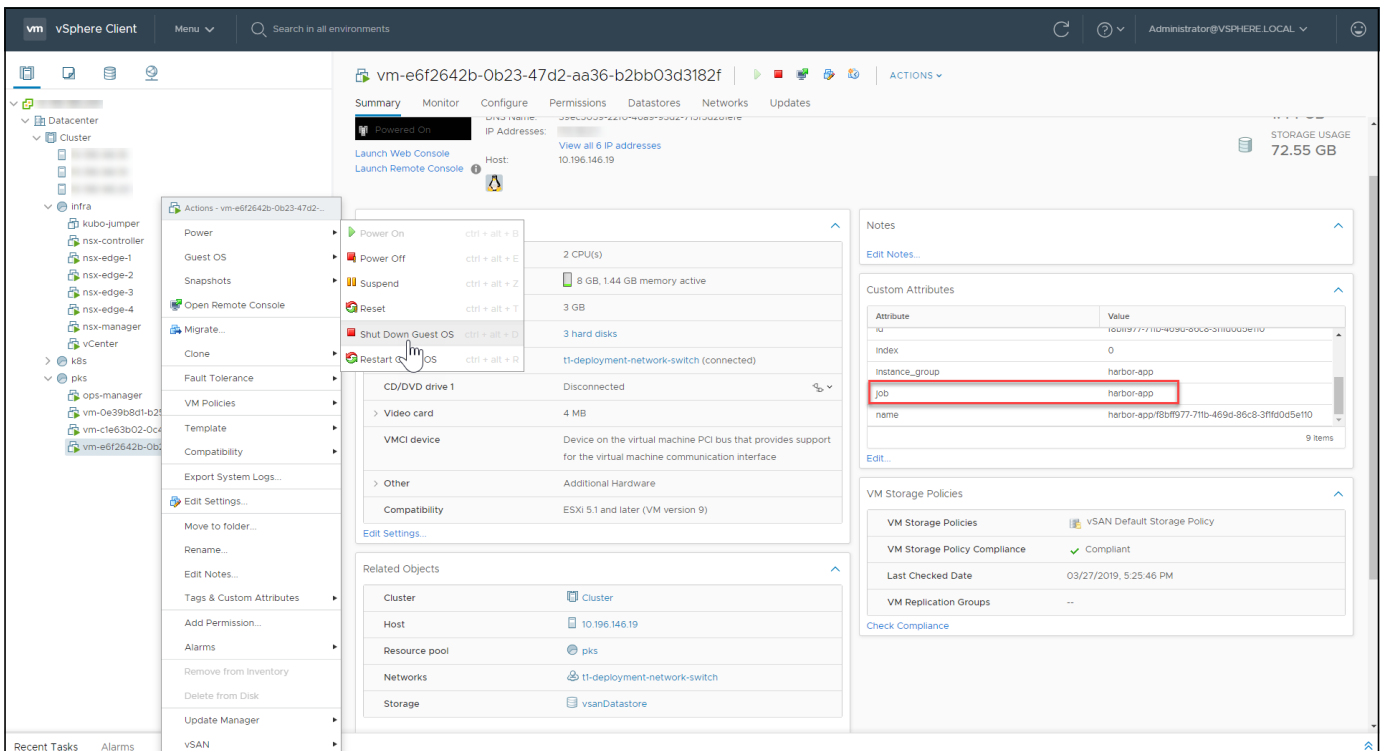 vm vSphere Client Menu Search in all environments Administrator@VSPHERE.LOCAL
vm-e6f2642b-0b23-47d2-aa36-b2bb03d3182f ACTIONS
Summary Monitor Configure Permissions Datastores Networks Updates
Datacenter
Cluster
infra
kubo-jumper
nsx-controller
nsx-edge-1
nsx-edge-2
nsx-edge-3
nsx-edge-4
nsx-manager
vCenter
k8s
pks
ops-manager
vm-0e39b8d1-b25
vm-c1e63b02-0c4
vm-e6f2642b-0b2
Recent Tasks Alarms
Actions - vm-e6f2642b-0b23-47d2-...
Power
Guest OS
Snapshots
Open Remote Console
Migrate...
Clone
Fault Tolerance
VM Policies
Template
Compatibility
Export System Logs...
Edit Settings...
Move to folder...
Rename...
Edit Notes...
Tags & Custom Attributes
Add Permission...
Alarms
Remove from Inventory
Delete from Disk
Update Manager
vSAN
Power On ctrl + alt + B
Power Off ctrl + alt + E
Suspend ctrl + alt + Z
Reset ctrl + alt + T
Shut Down Guest OS ctrl + alt + D
Restart OS ctrl + alt + R
Powered On
Launch Web Console
Launch Remote Console
DNS Name:
IP Addresses:
View all 6 IP addresses
Host: 10.196.146.19
STORAGE USAGE
72.55 GB
2 CPU(s)
8 GB, 1.44 GB memory active
3 GB
3 hard disks
t1-deployment-network-switch (connected)
CD/DVD drive 1 Disconnected
Video card 4 MB
VMCI device Device on the virtual machine PCI bus that provides support
for the virtual machine communication interface
Other Additional Hardware
Compatibility ESXi 5.1 and later (VM version 9)
Edit Settings...
Related Objects
Cluster Cluster
Host 10.196.146.19
Resource pool pks
Networks t1-deployment-network-switch
Storage vsanDatastore
Notes
Edit Notes...
Custom Attributes
Attribute Value
id
index 0
instance_group harbor-app
job harbor-app
name harbor-app/f8bff977-711b-469d-86c8-3f1fd0d5e110
9 items
Edit...
VM Storage Policies
VM Storage Policies vSAN Default Storage Policy
VM Storage Policy Compliance Compliant
Last Checked Date 03/27/2019, 5:25:46 PM
VM Replication Groups --
Check Compliance